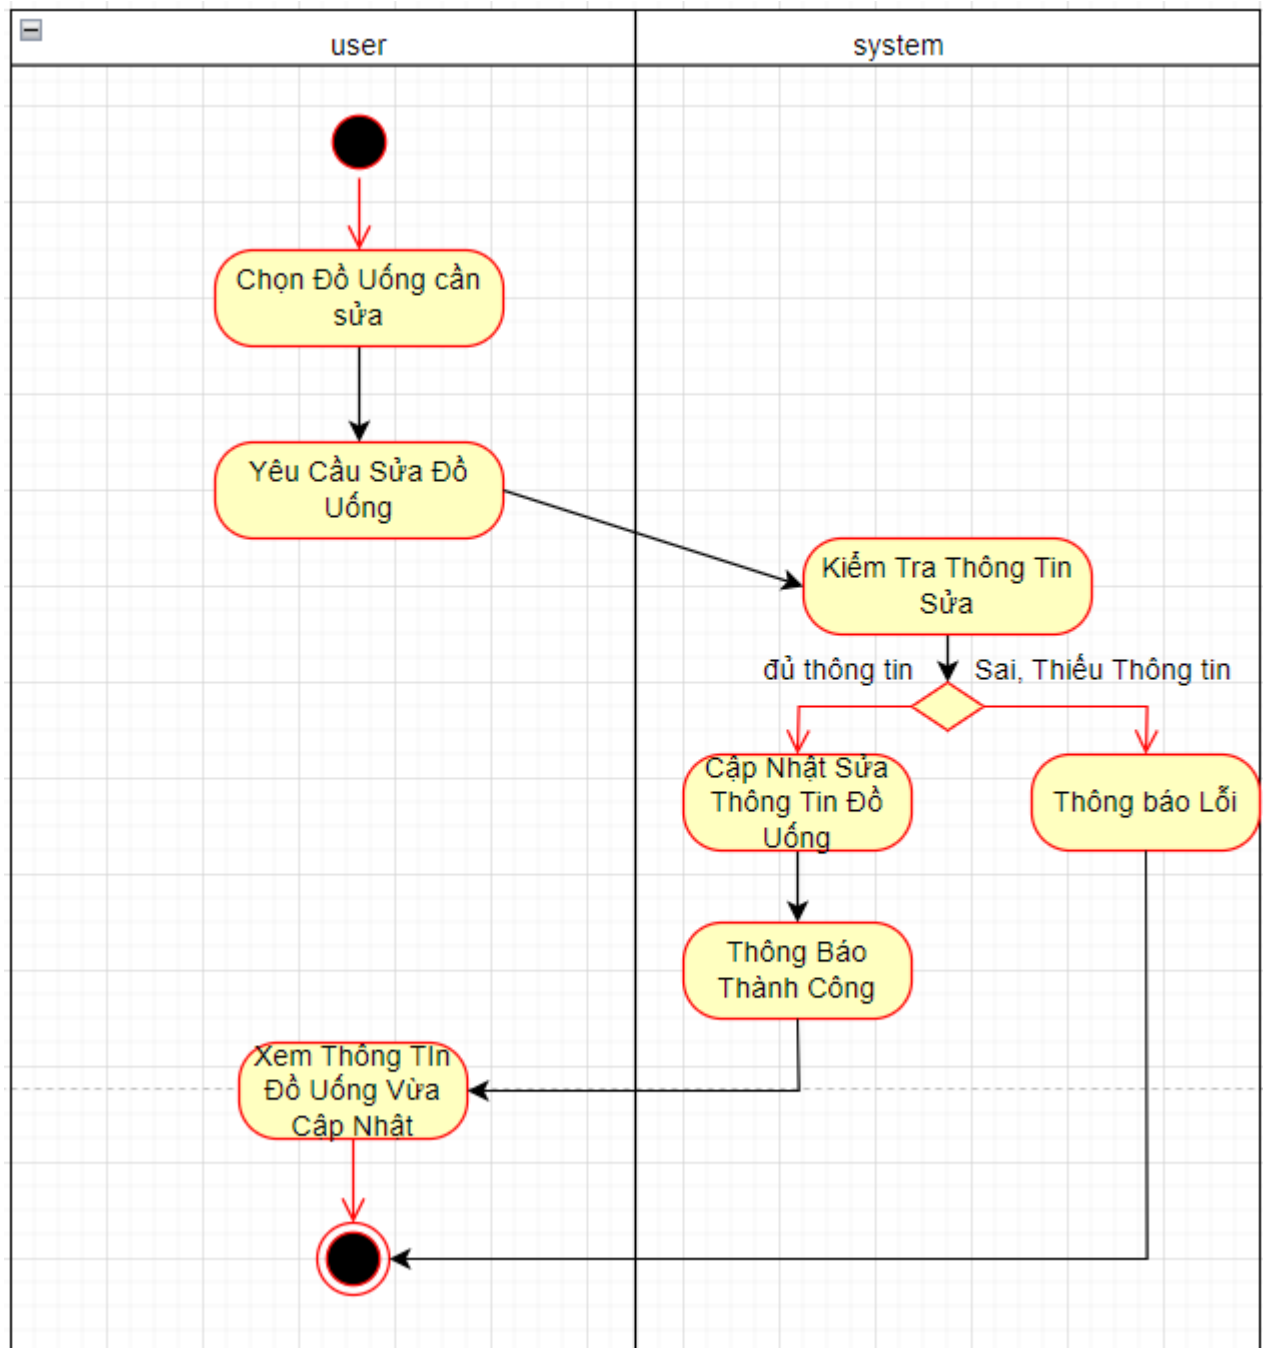 user
system
Chọn Đồ Uống cần
sửa
Yêu Cầu Sửa Đồ
Uống
Kiểm Tra Thông Tin
Sửa
đủ thông tin
Sai, Thiếu Thông tin
Cập Nhật Sửa
Thông Tin Đồ
Uống
Thông báo Lỗi
Thông Báo
Thành Công
Xem Thông TIn
Đồ Uống Vừa
Cập Nhật